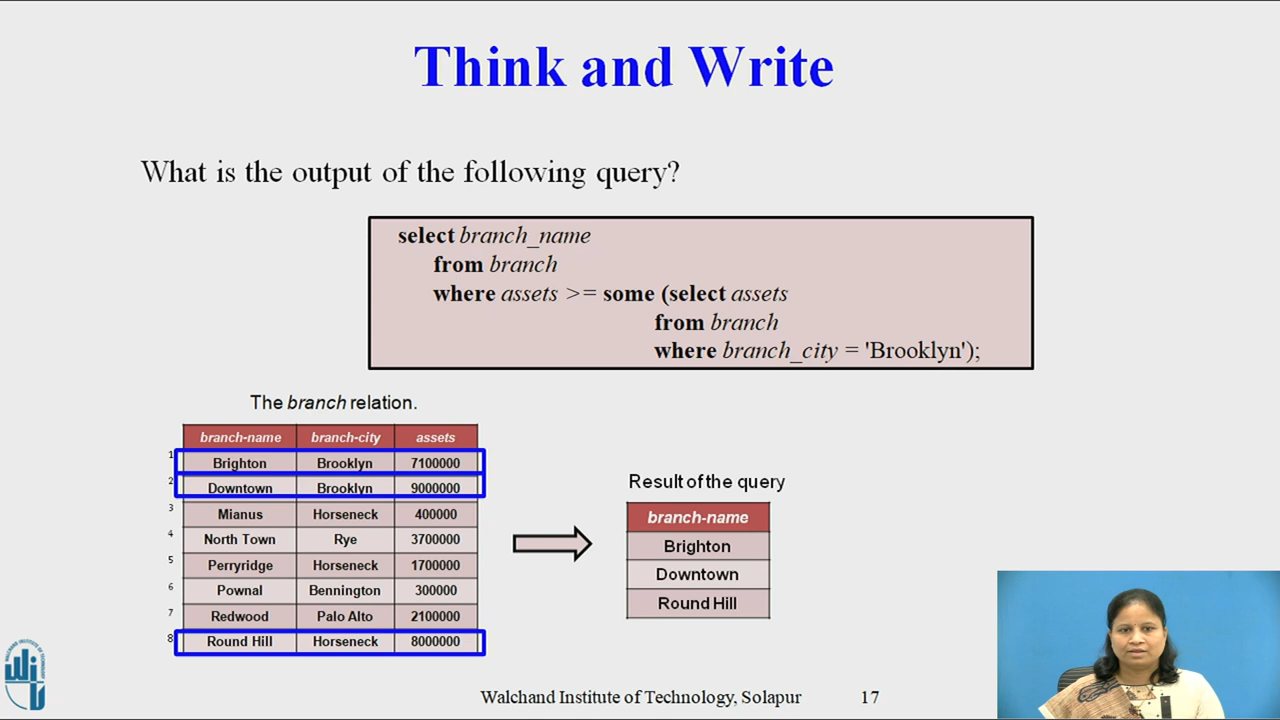 Think and Write
What is the output of the following query?
select branch_name
from branch
where assets >= some (select assets
from branch
where branch_city = 'Brooklyn');
The branch relation.
branch-name branch-city assets
1 Brighton Brooklyn 7100000
2 Downtown Brooklyn 9000000
3 Mianus Horseneck 400000
4 North Town Rye 3700000
5 Perryridge Horseneck 1700000
6 Pownal Bennington 300000
7 Redwood Palo Alto 2100000
8 Round Hill Horseneck 8000000
Result of the query
branch-name
Brighton
Downtown
Round Hill
Walchand Institute of Technology, Solapur 17